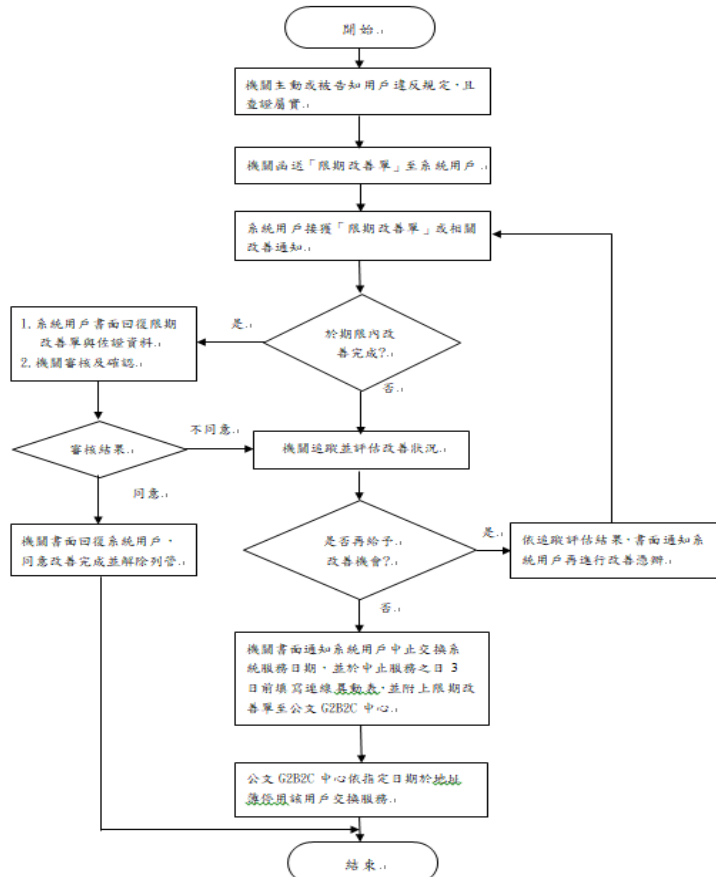 開始
機關主動或被告知用戶違反規定，且
查證屬實。
機關函送「限期改善單」至系統用戶。
系統用戶接獲「限期改善單」或相關
改善通知。
於期限內改
善完成?
是
1. 系統用戶書面回復限期
改善單與佐證資料。
2. 機關審核及確認。
否
審核結果
不同意
機關追蹤並評估改善狀況
同意
機關書面回復系統用戶，
同意改善完成並解除列管
是否再給予
改善機會?
是
依追蹤評估結果，書面通知系
統用戶再進行改善憑辦
否
機關書面通知系統用戶中止交換系
統服務日期，並於中止服務之日 3
日前填寫連線異動表，並附上限期改
善單至公文 G2B2C 中心。
公文 G2B2C 中心依指定日期於地址
薄停用該用戶交換服務。
結束